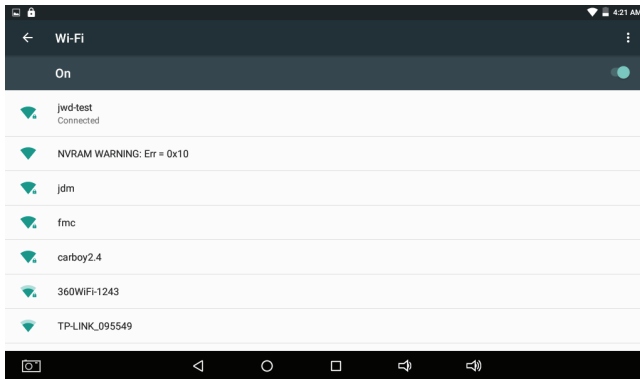 4:21 AM
Wi-Fi
On
jwd-test
Connected
NVRAM WARNING: Err = 0x10
jdm
fmc
carboy2.4
360WiFi-1243
TP-LINK_095549